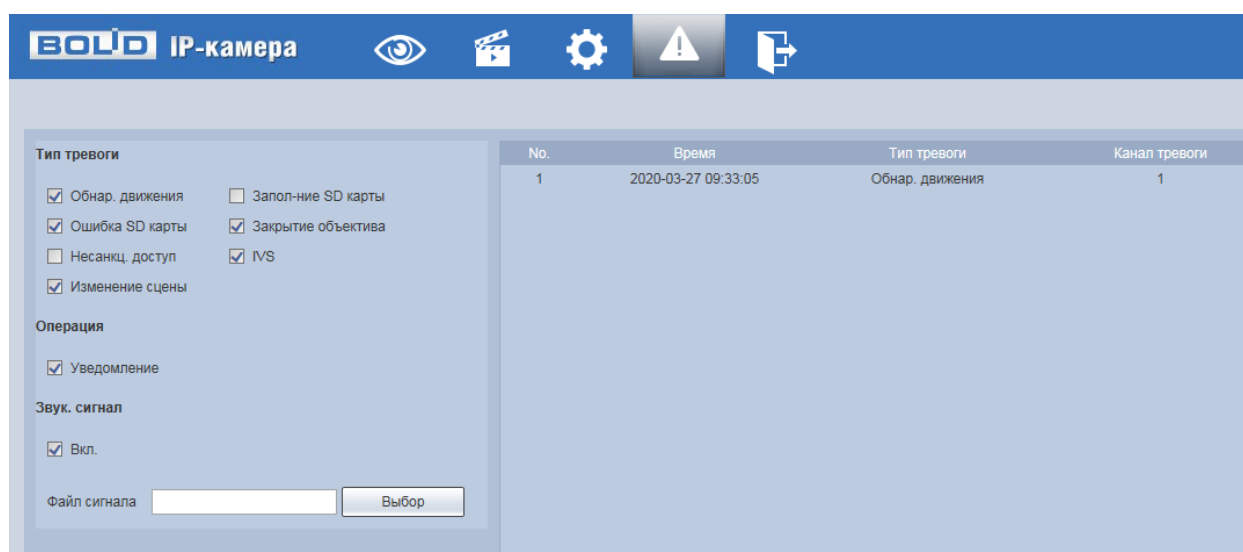 BOLID IP-камера
Тип тревоги
Обнар. движения Запол-ние SD карты
Ошибка SD карты Закрытие объектива
Несанкц. доступ IVS
Изменение сцены
Операция
Уведомление
Звук. сигнал
Вкл.
Файл сигнала Выбор
No. Время Тип тревоги Канал тревоги
1 2020-03-27 09:33:05 Обнар. движения 1